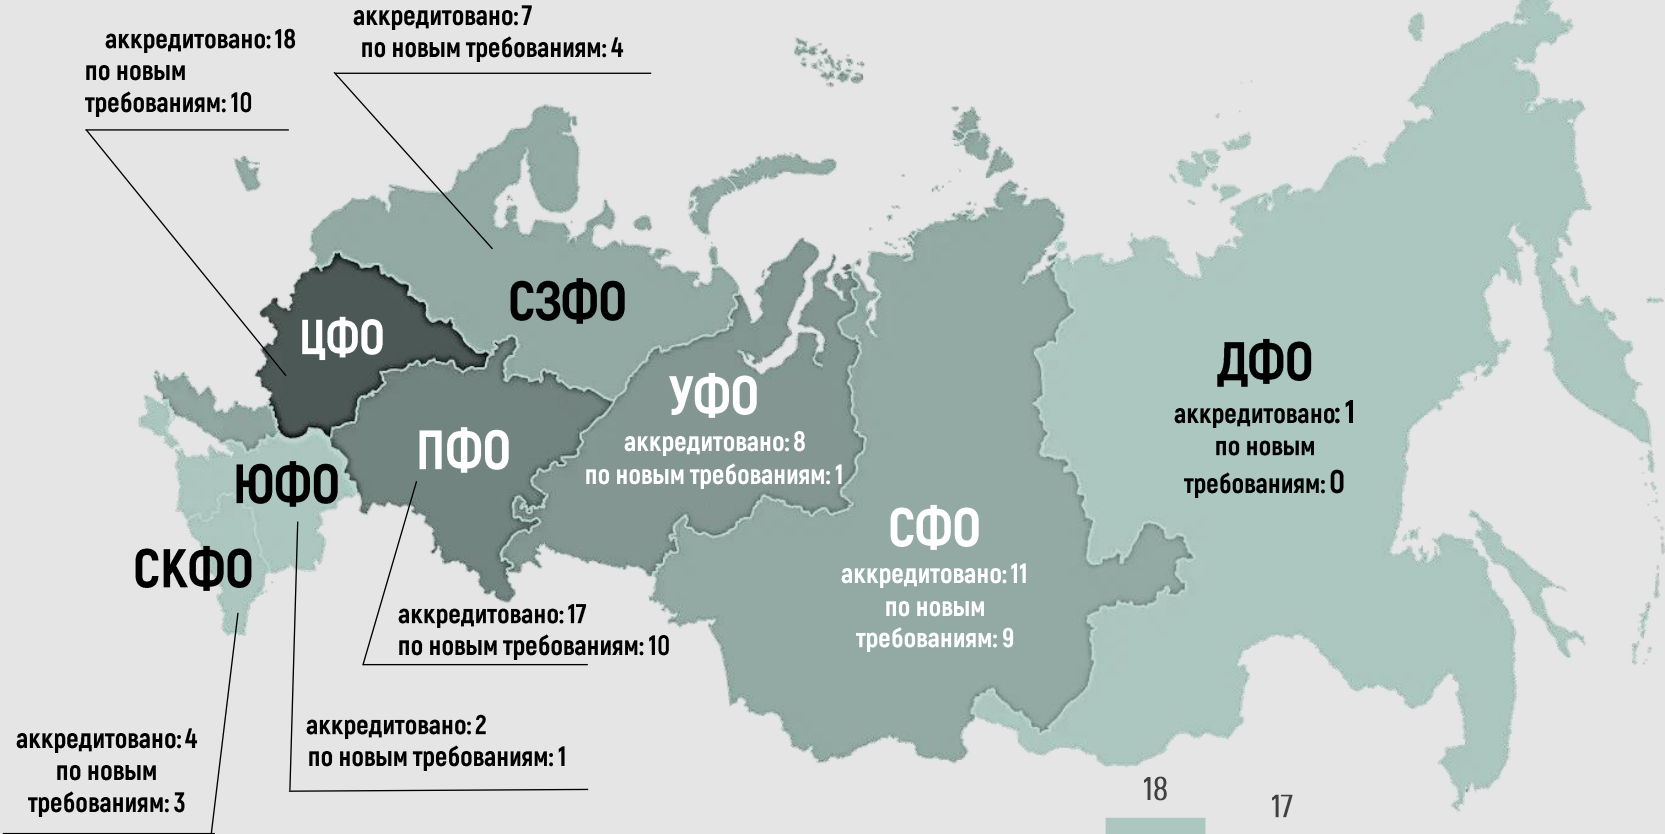 аккредитовано: 7
по новым требованиям: 4
аккредитовано: 18
по новым
требованиям: 10
СЗФО
ЦФО
ДФО
аккредитовано: 1
по новым
требованиям: 0
УФО
аккредитовано: 8
по новым требованиям: 1
ПФО
ЮФО
СФО
аккредитовано: 11
по новым
требованиям: 9
СКФО
аккредитовано: 17
по новым требованиям: 10
аккредитовано: 2
по новым требованиям: 1
аккредитовано: 4
по новым
требованиям: 3
18
17